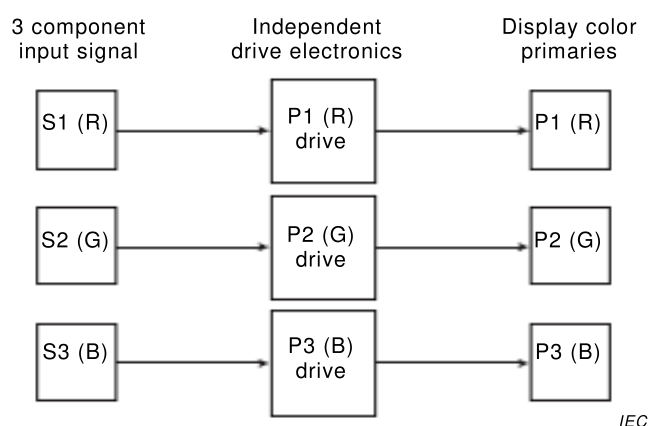 3 component
input signal
Independent
drive electronics
Display color
primaries
S1 (R)
P1 (R)
drive
P1 (R)
S2 (G)
P2 (G)
drive
P2 (G)
S3 (B)
P3 (B)
drive
P3 (B)
IEC